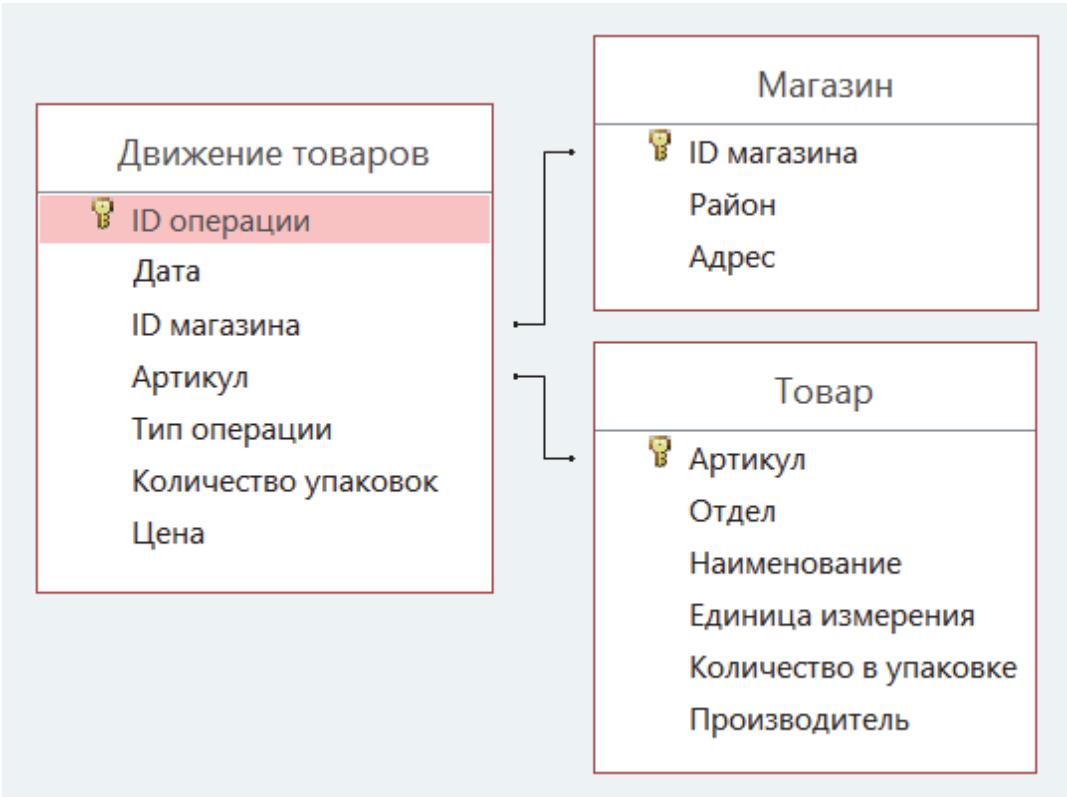 Движение товаров
ID операции
Дата
ID магазина
Артикул
Тип операции
Количество упаковок
Цена
Магазин
ID магазина
Район
Адрес
Товар
Артикул
Отдел
Наименование
Единица измерения
Количество в упаковке
Производитель